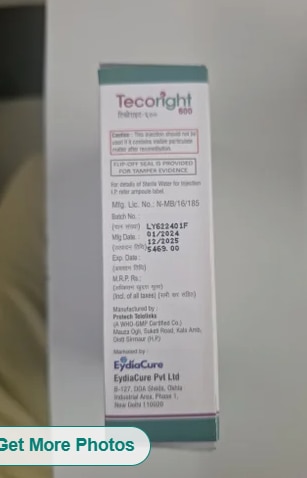 Tecoright
600
टिकोराइट-६००
Caution : This injection should not be
used if it contains visible particulate
matter after reconstitution.
FLIP-OFF SEAL IS PROVIDED
FOR TAMPER EVIDENCE
For details of Sterile Water for Injection
I.P. refer ampoule label.
Mfg. Lic. No.: N-MB/16/185
Batch No. :
LY622401F
Mfg Date. : 01/2024
12/2025
5469.00
Exp. Date :
M.R.P. Rs.:
(Incl. of all taxes)
Manufactured by :
Protech Telelinks
(A WHO-GMP Certified Co.)
Mauza Ogli, Suketi Road, Kala Amb,
Distt Sirmour (H.P.)
Marketed by :
EydiaCure
EydiaCure Pvt Ltd
B-127, DDA Sheds, Okhla
Industrial Area, Phase 1,
New Delhi 110020
Get More Photos